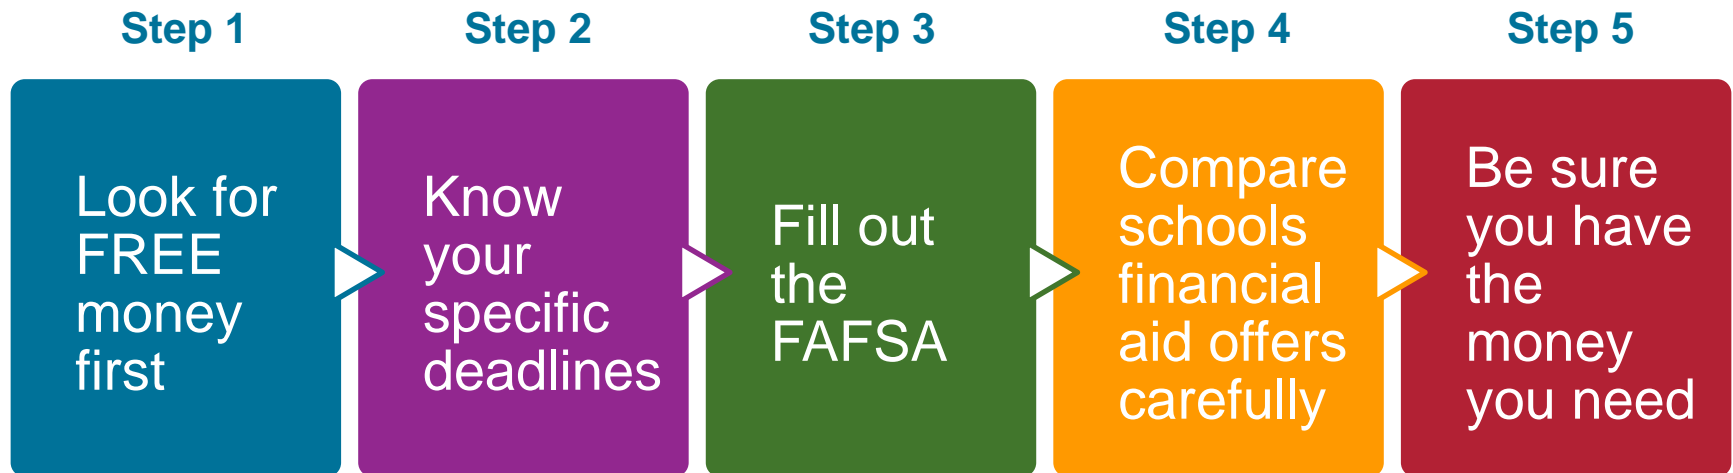 Step 1
Look for
FREE
money
first
Step 2
Know
your
specific
deadlines
Step 3
Fill out
the
FAFSA
Step 4
Compare
schools
financial
aid offers
carefully
Step 5
Be sure
you have
the
money
you need